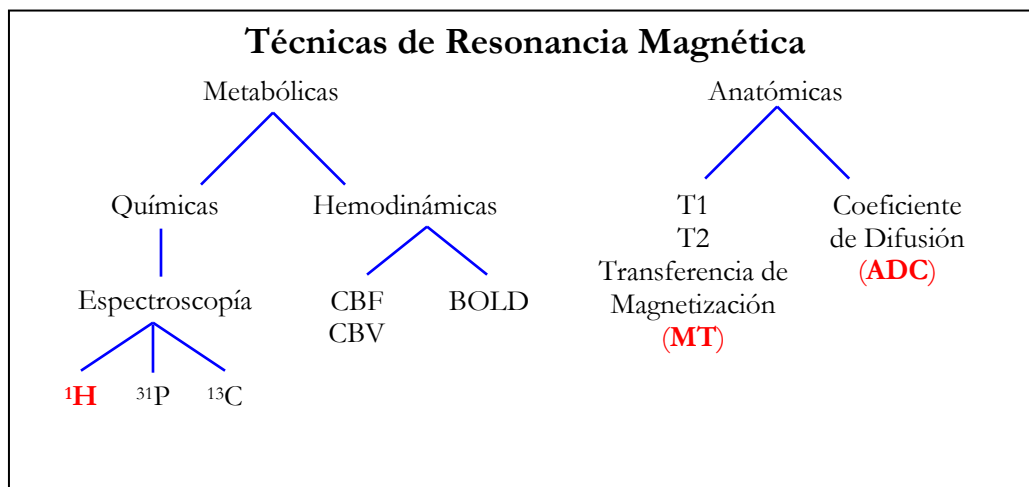 Técnicas de Resonancia Magnética
Metabólicas
Anatómicas
Químicas
Hemodinámicas
T1
T2
Transferencia de
Magnetización
(MT)
Coeficiente
de Difusión
(ADC)
Espectroscopía
CBF
CBV
BOLD
¹H
³¹P
¹³C